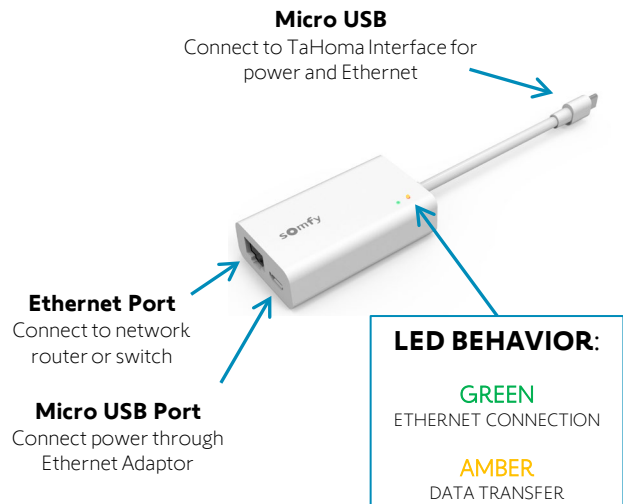 Micro USB
Connect to TaHoma Interface for
power and Ethernet
somfy
Ethernet Port
Connect to network
router or switch
Micro USB Port
Connect power through
Ethernet Adaptor
LED BEHAVIOR:
GREEN
ETHERNET CONNECTION
AMBER
DATA TRANSFER